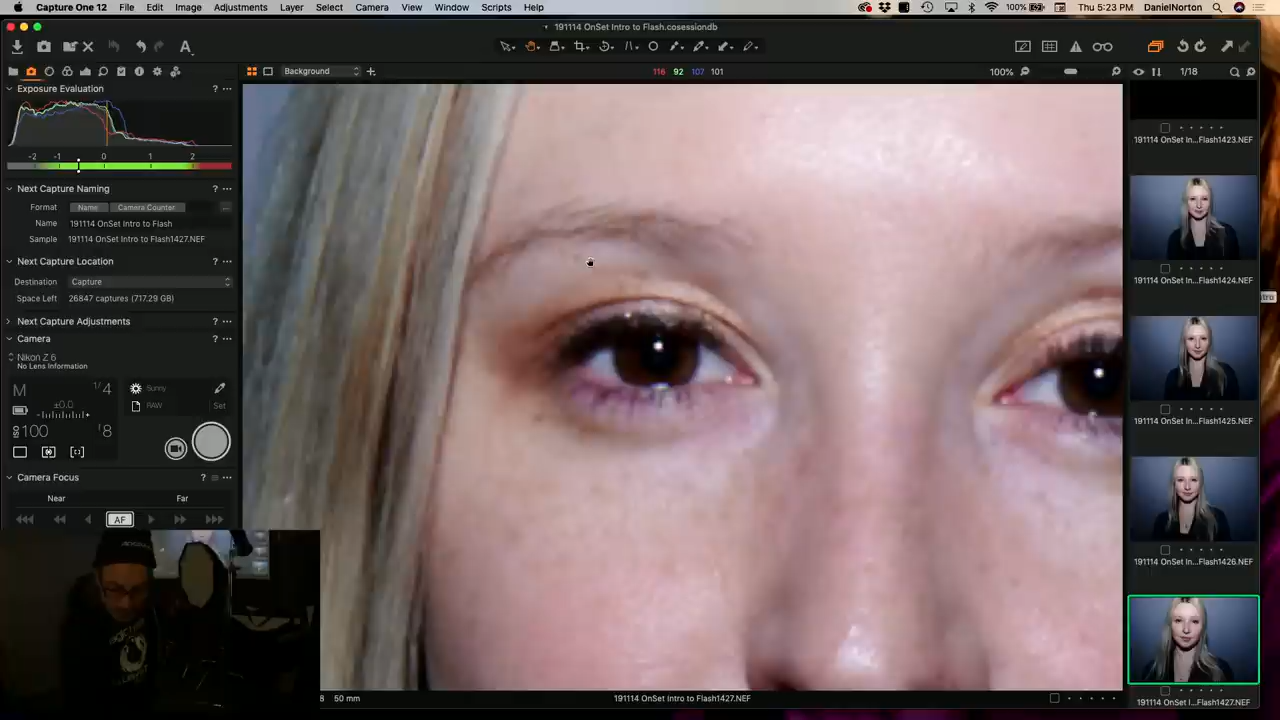 Capture One 12 File Edit Image Adjustments Layer Select Camera View Window Scripts Help 100% Thu 5:23 PM DanielNorton
191114 OnSet Intro to Flash.cosessiondb
Background 116 92 107 101 100% 1/18
Exposure Evaluation ?
-2 -1 0 1 2
Next Capture Naming ?
Format Name Camera Counter
Name 191114 OnSet Intro to Flash
Sample 191114 OnSet Intro to Flash1427.NEF
Next Capture Location ?
Destination Capture
Space Left 26847 captures (717.29 GB)
Next Capture Adjustments ?
Camera ?
Nikon Z 6
No Lens Information
M 1/4 Sunny
±0.0 RAW Set
ISO 100 f8
Camera Focus ?
Near Far
AF
8 50 mm 191114 OnSet Intro to Flash1427.NEF
191114 OnSet In...Flash1423.NEF
191114 OnSet In...Flash1424.NEF
191114 OnSet In...Flash1425.NEF
191114 OnSet In...Flash1426.NEF
191114 OnSet I...Flash1427.NEF